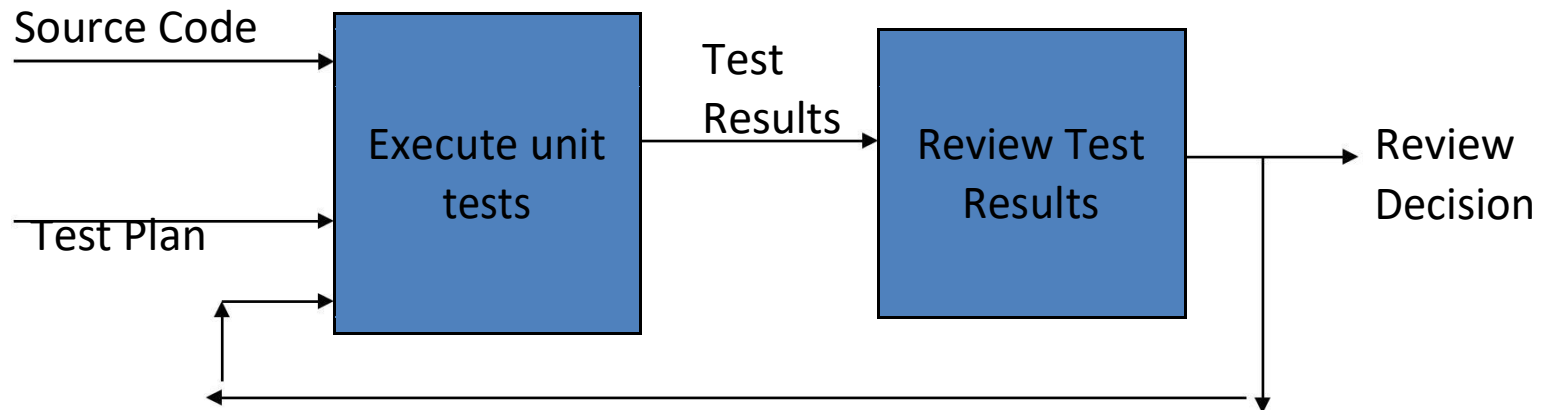 Source Code
Test
Results
Execute unit
tests
Review Test
Results
Review
Decision
Test Plan